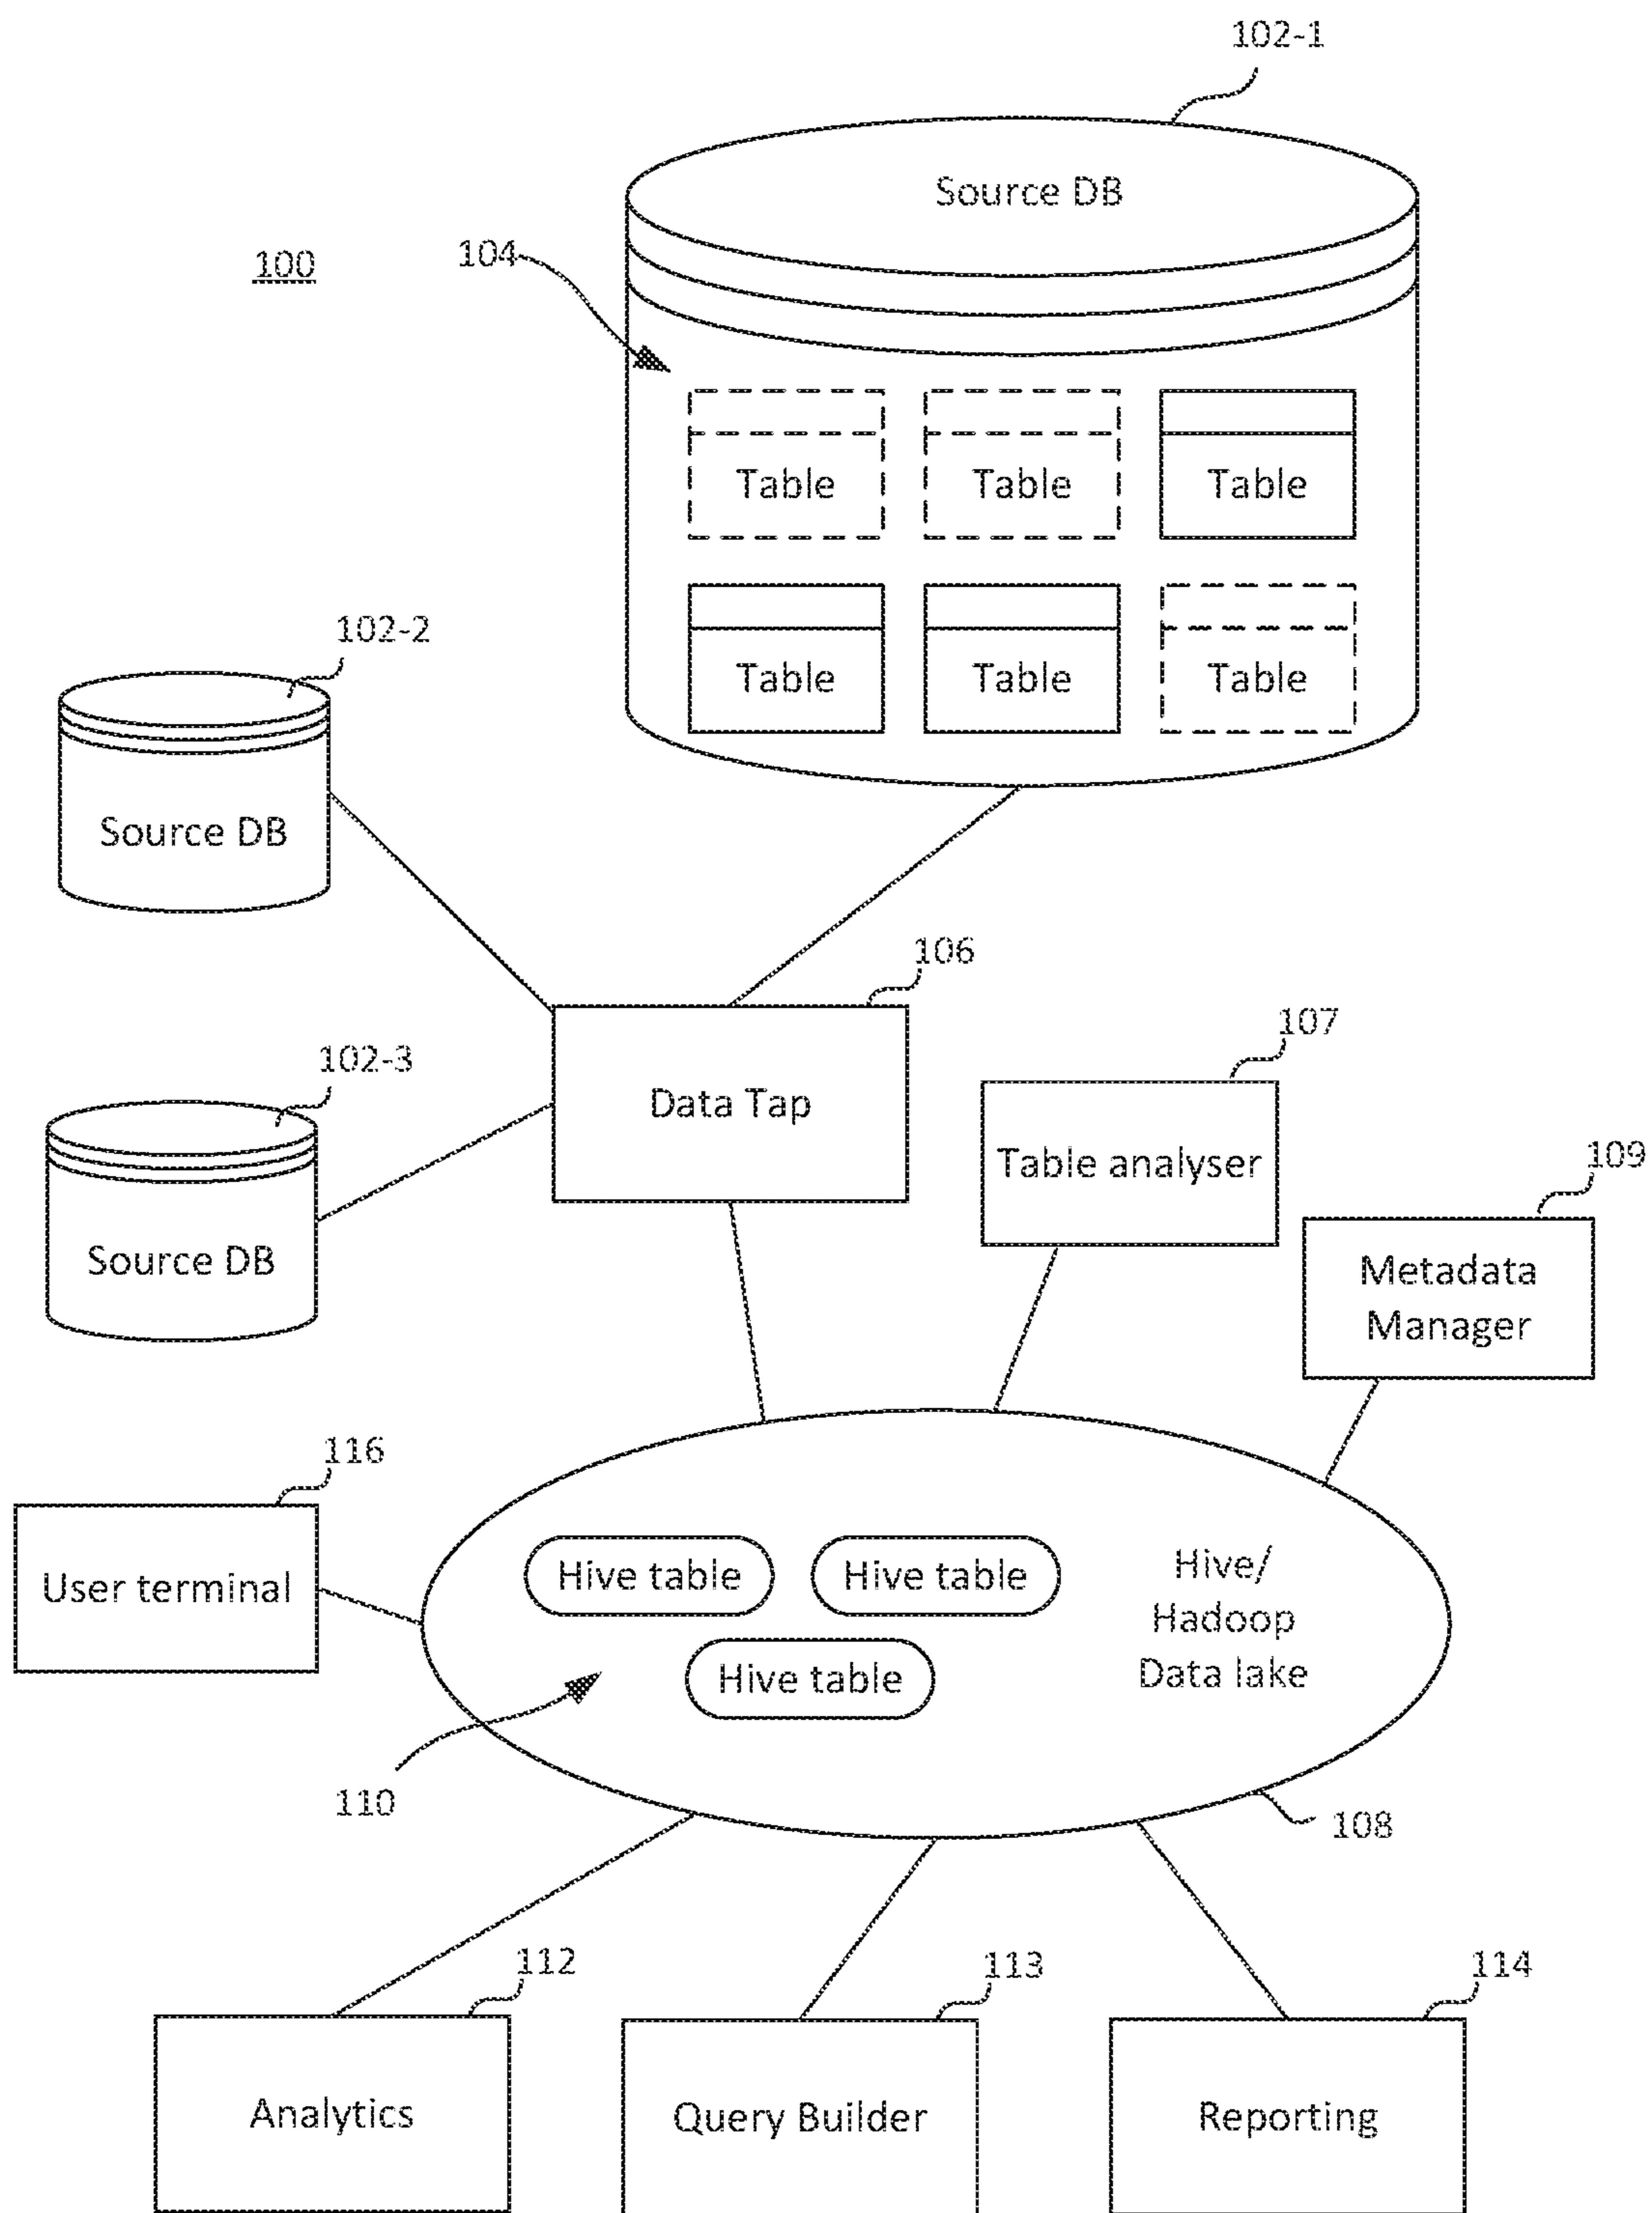 102-1
Source DB
100
104
Table
Table
Table
Table
Table
Table
102-2
Source DB
106
Data Tap
102-3
Source DB
107
Table analyser
109
Metadata
Manager
116
User terminal
Hive table
Hive table
Hive table
Hive/
Hadoop
Data lake
110
108
112
Analytics
113
Query Builder
114
Reporting